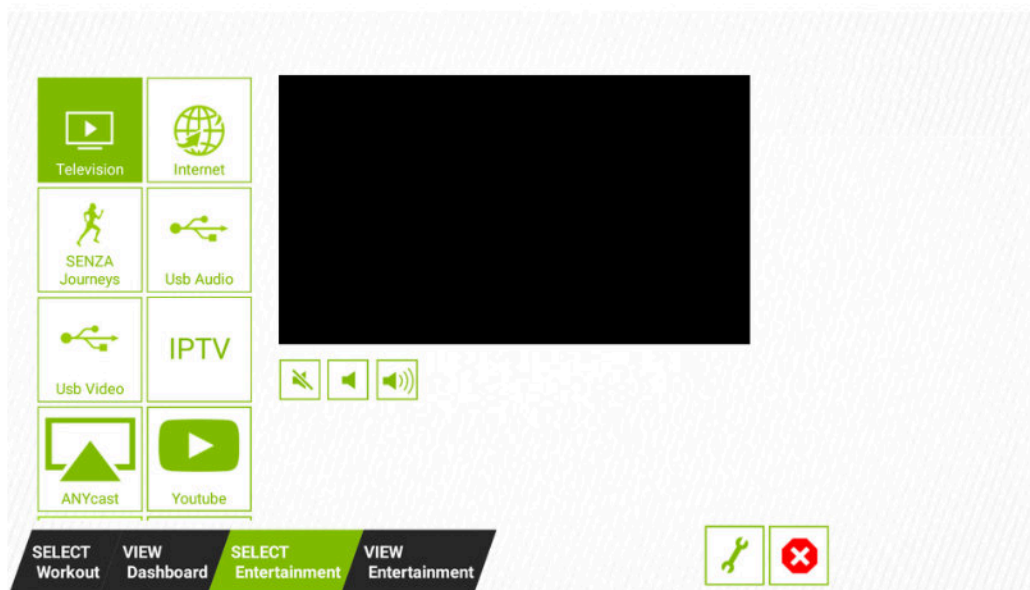 Television
Internet
SENZA
Journeys
Usb Audio
Usb Video
IPTV
ANYcast
Youtube
SELECT
Workout
VIEW
Dashboard
SELECT
Entertainment
VIEW
Entertainment